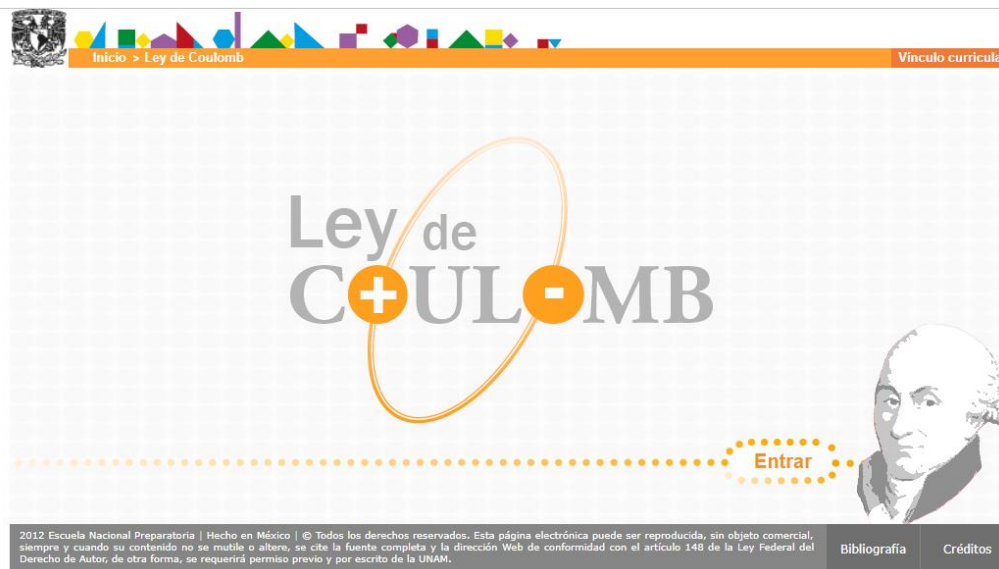 Inicio > Ley de Coulomb
Vínculo curricula
Ley de
C+UL-MB
Entrar
2012 Escuela Nacional Preparatoria | Hecho en México | © Todos los derechos reservados. Esta página electrónica puede ser reproducida, sin objeto comercial,
siempre y cuando su contenido no se mutile o altere, se cite la fuente completa y la dirección Web de conformidad con el artículo 148 de la Ley Federal del
Derecho de Autor, de otra forma, se requerirá permiso previo y por escrito de la UNAM.
Bibliografía
Créditos